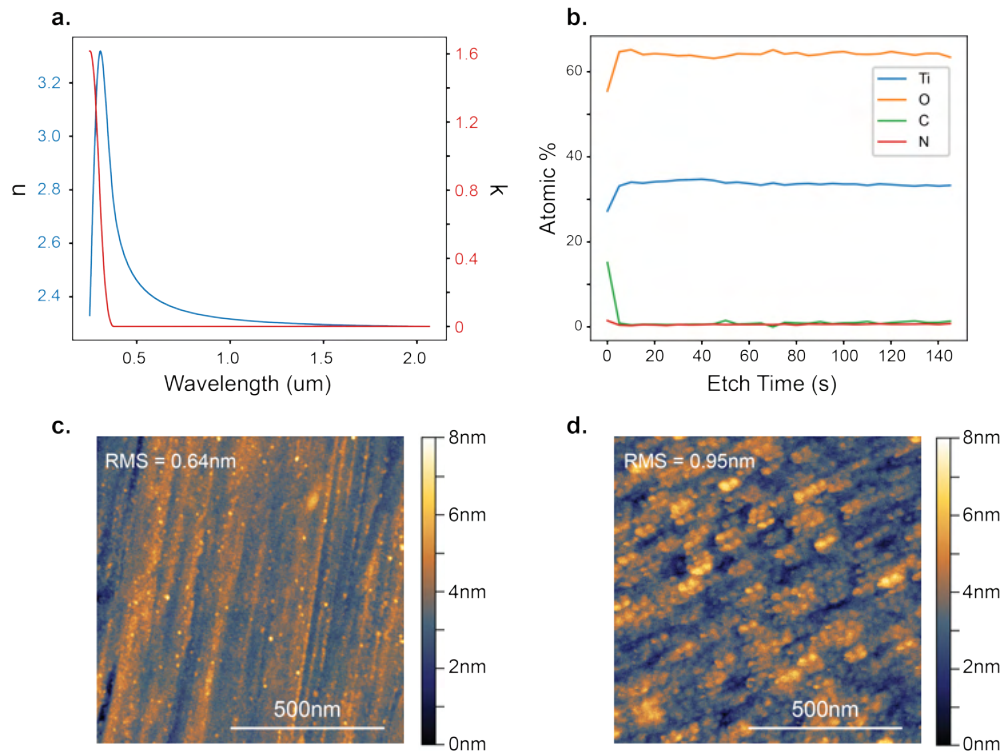 a.
3.2
3.0
2.8
2.6
2.4
n
1.6
1.2
0.8
0.4
0
k
0.5
1.0
1.5
2.0
Wavelength (um)
b.
60
40
20
0
Atomic %
Ti
O
C
N
0
20
40
60
80
100
120
140
Etch Time (s)
c.
RMS = 0.64nm
500nm
8nm
6nm
4nm
2nm
0nm
d.
RMS = 0.95nm
500nm
8nm
6nm
4nm
2nm
0nm